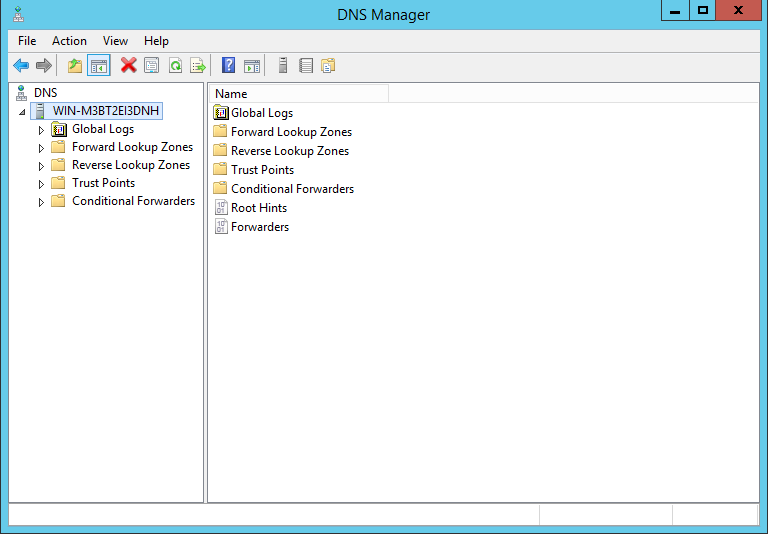 DNS Manager
File Action View Help
DNS
WIN-M3BT2EI3DNH
Global Logs
Forward Lookup Zones
Reverse Lookup Zones
Trust Points
Conditional Forwarders
Name
Global Logs
Forward Lookup Zones
Reverse Lookup Zones
Trust Points
Conditional Forwarders
Root Hints
Forwarders